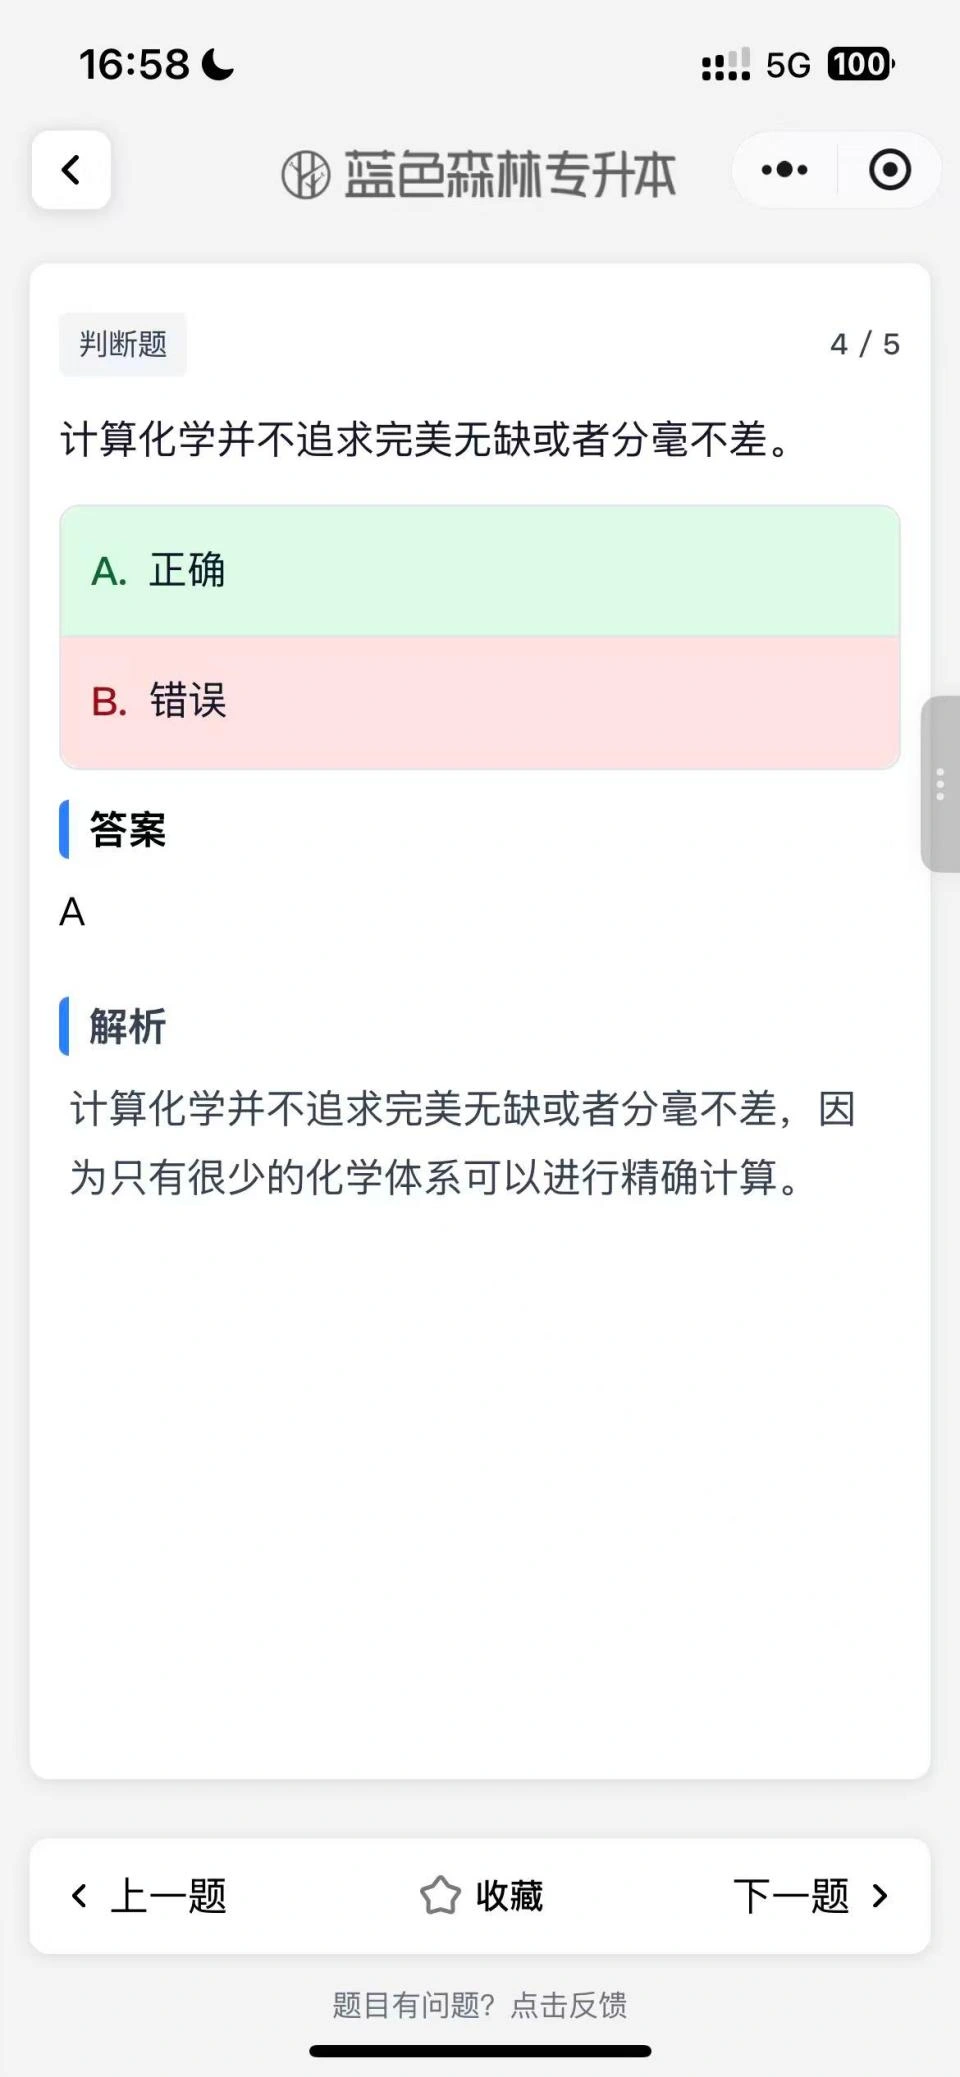 16:58
5G
100
蓝色森林专升本
判断题
4 / 5
计算化学并不追求完美无缺或者分毫不差。
A. 正确
B. 错误
答案
A
解析
计算化学并不追求完美无缺或者分毫不差，因
为只有很少的化学体系可以进行精确计算。
上一题
收藏
下一题
题目有问题？点击反馈